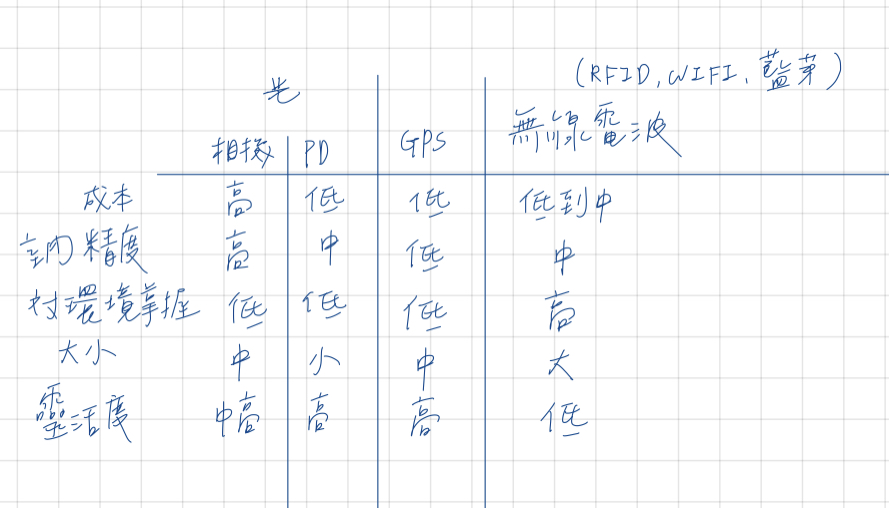 (RFID, WIFI, 藍芽)
光
相機 PD GPS 無線電波
成本 高 低 低 低到中
室內精度 高 中 低 中
對環境掌握 低 低 低 高
大小 中 小 中 大
靈活度 中高 高 高 低